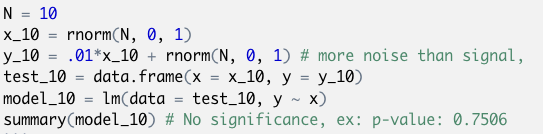 N = 10
x_10 = rnorm(N, 0, 1)
y_10 = .01*x_10 + rnorm(N, 0, 1) # more noise than signal,
test_10 = data.frame(x = x_10, y = y_10)
model_10 = lm(data = test_10, y ~ x)
summary(model_10) # No significance, ex: p-value: 0.7506